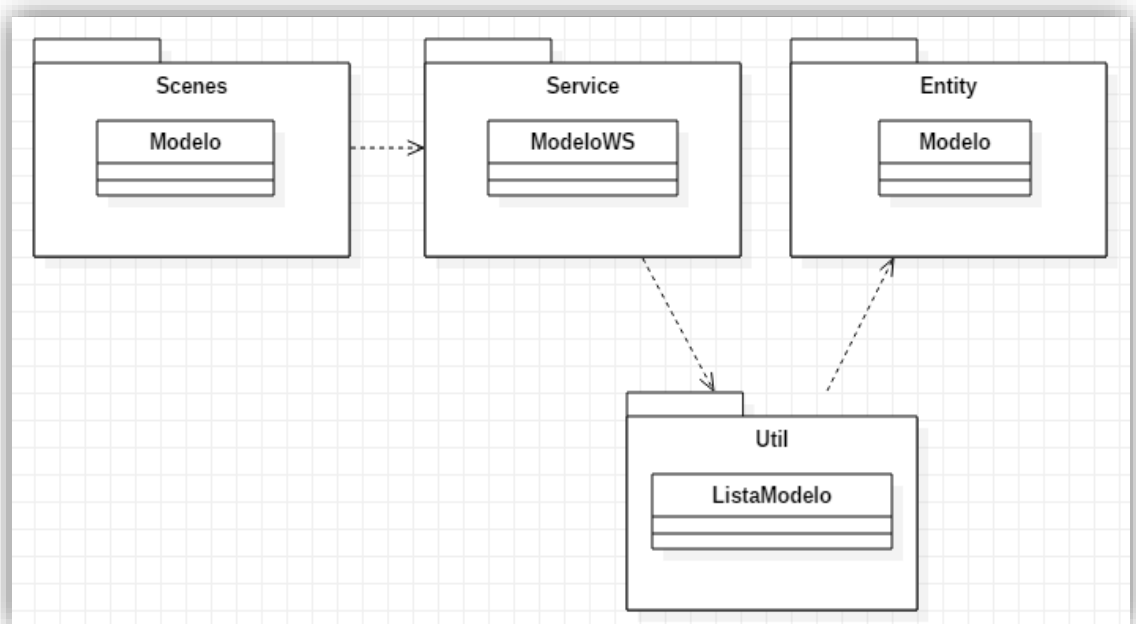 Scenes
Modelo
Service
ModeloWS
Entity
Modelo
Util
ListaModelo